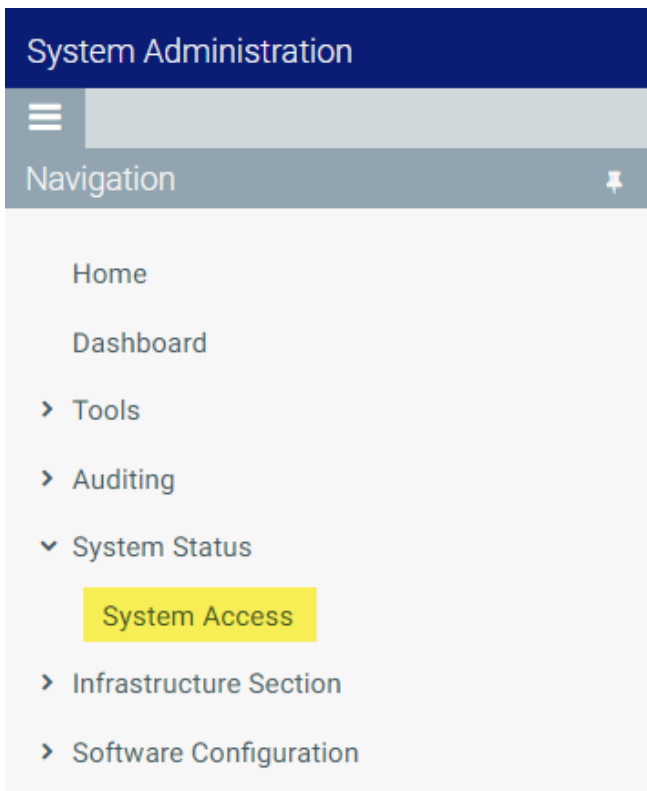 System Administration
Navigation
Home
Dashboard
Tools
Auditing
System Status
System Access
Infrastructure Section
Software Configuration